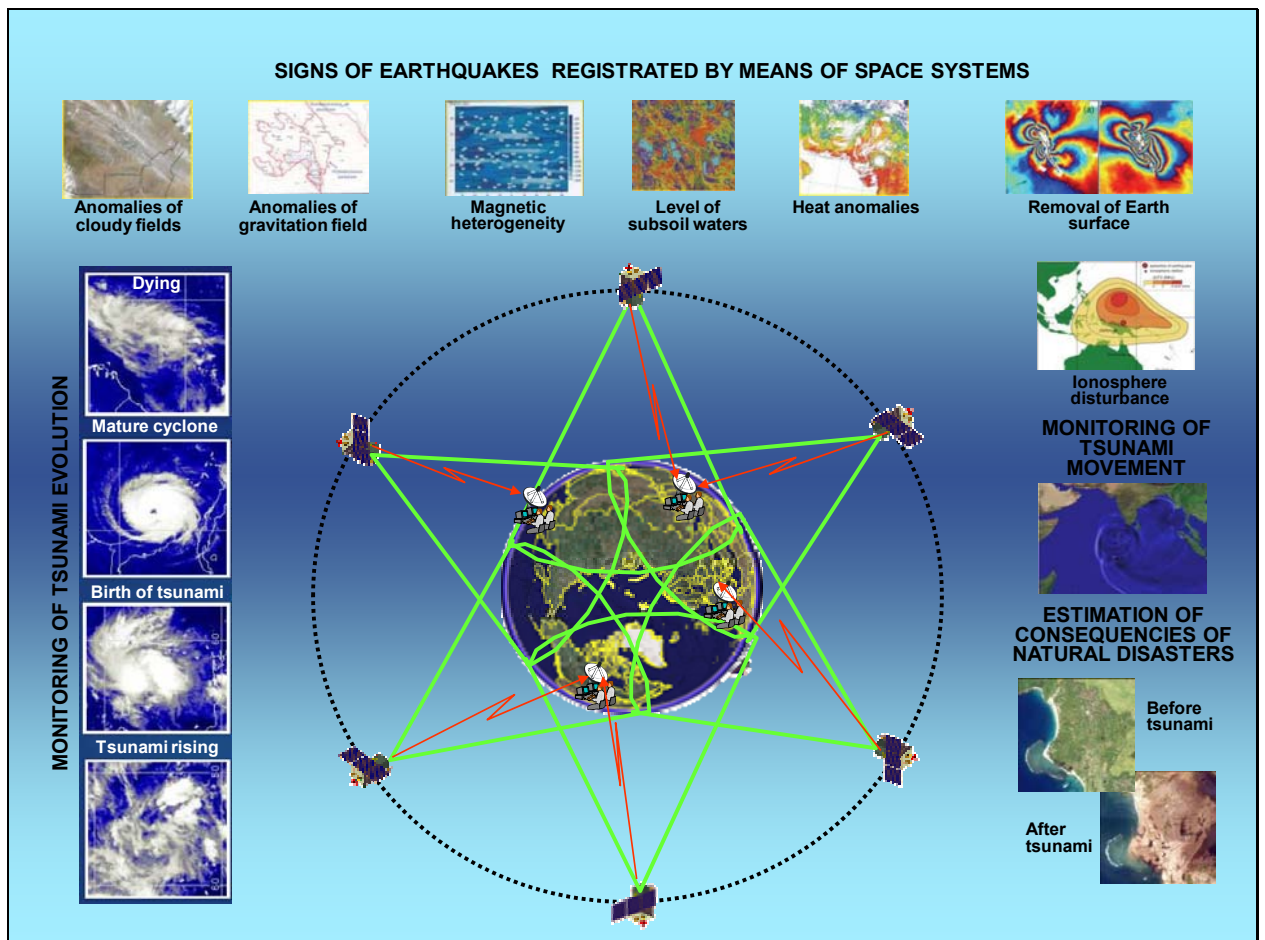 SIGNS OF EARTHQUAKES REGISTRATED BY MEANS OF SPACE SYSTEMS
Anomalies of
cloudy fields
Anomalies of
gravitation field
Magnetic
heterogeneity
Level of
subsoil waters
Heat anomalies
Removal of Earth
surface
MONITORING OF TSUNAMI EVOLUTION
Dying
Mature cyclone
Birth of tsunami
Tsunami rising
Ionosphere
disturbance
MONITORING OF
TSUNAMI
MOVEMENT
ESTIMATION OF
CONSEQUENCIES OF
NATURAL DISASTERS
Before
tsunami
After
tsunami